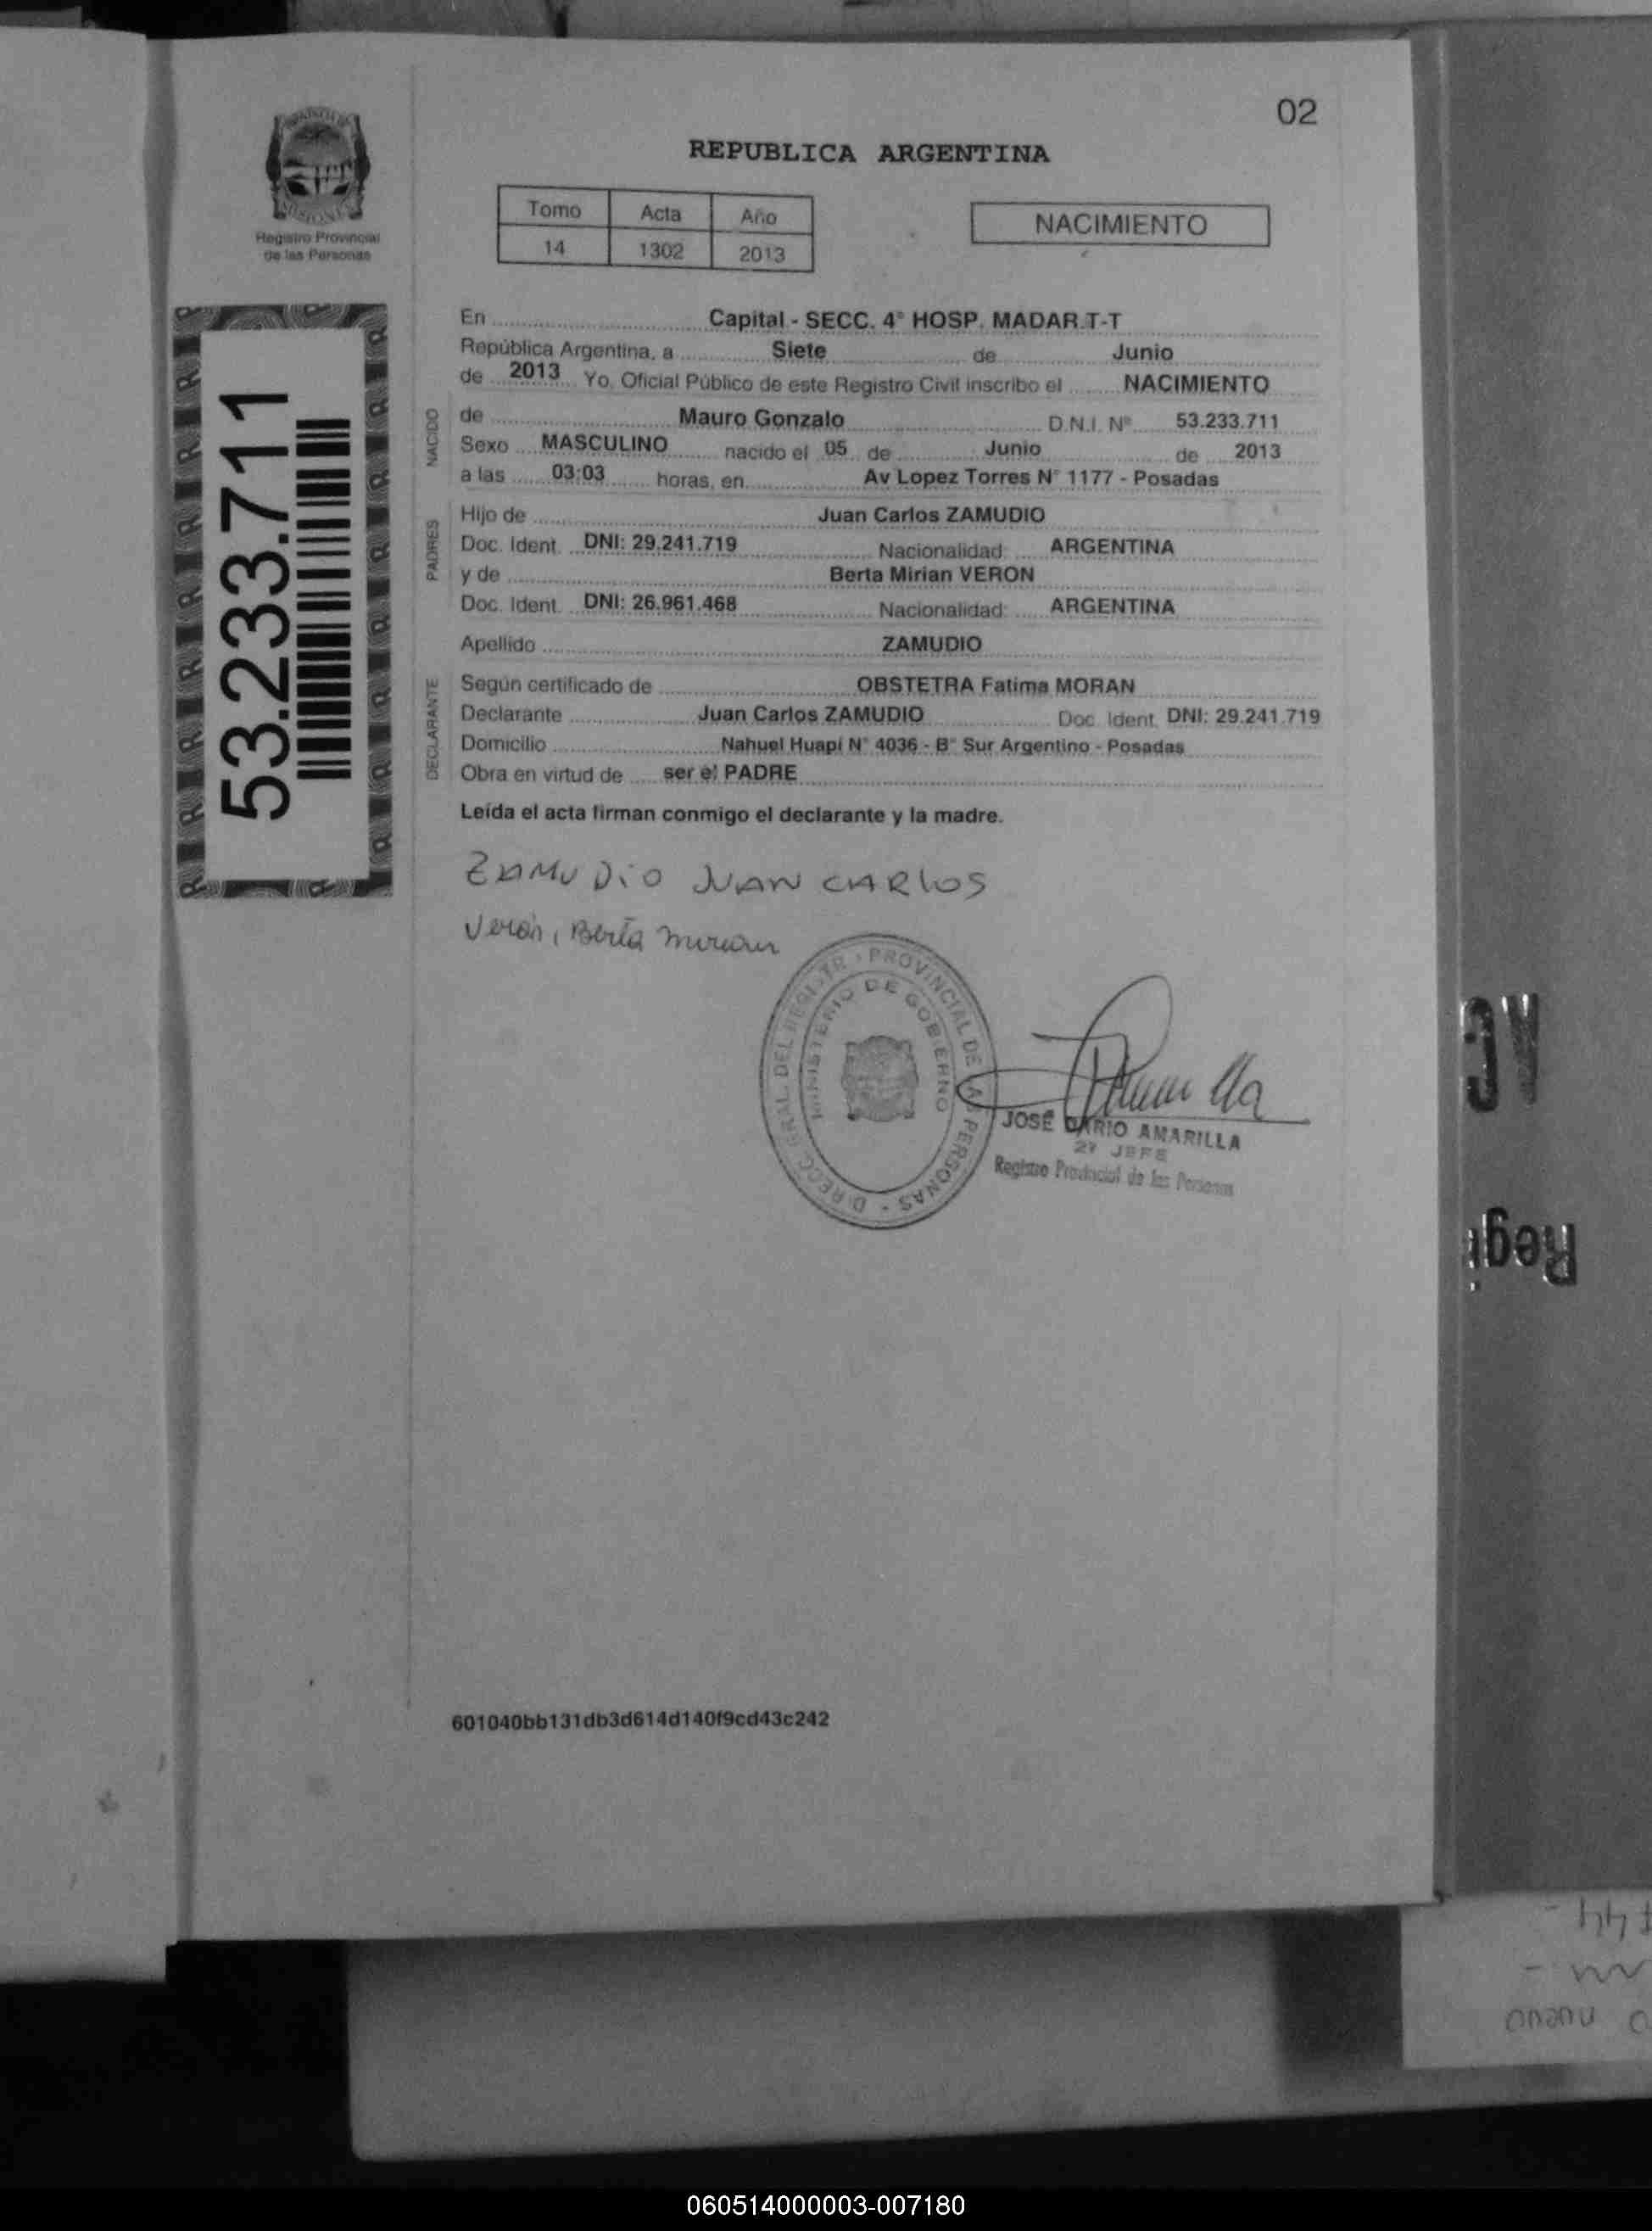 02
REPUBLICA ARGENTINA
MISIONES
Registro Provincial
de las Personas
Tomo Acta Año
14 1302 2013
NACIMIENTO
53.233.711
En Capital - SECC. 4° HOSP. MADAR.T-T
República Argentina, a Siete de Junio
de 2013 Yo, Oficial Público de este Registro Civil inscribo el NACIMIENTO
NACIDO
de Mauro Gonzalo D.N.I. N° 53.233.711
Sexo MASCULINO nacido el 05 de Junio de 2013
a las 03:03 horas, en Av Lopez Torres N° 1177 - Posadas
PADRES
Hijo de Juan Carlos ZAMUDIO
Doc. Ident. DNI: 29.241.719 Nacionalidad: ARGENTINA
y de Berta Mirian VERON
Doc. Ident. DNI: 26.961.468 Nacionalidad: ARGENTINA
Apellido ZAMUDIO
DECLARANTE
Según certificado de OBSTETRA Fatima MORAN
Declarante Juan Carlos ZAMUDIO Doc. Ident. DNI: 29.241.719
Domicilio Nahuel Huapi N° 4036 - B° Sur Argentino - Posadas
Obra en virtud de ser el PADRE
Leída el acta firman conmigo el declarante y la madre.
ZAMUDIO JUAN CARLOS
Verón, Berta Mirian
DIRECC. GRAL. DEL REGISTR. PROVINCIAL DE LAS PERSONAS -
MINISTERIO DE GOBIERNO
JOSÉ DARIO AMARILLA
2° JEFE
Registro Provincial de las Personas
AC
Regi
601040bb131db3d614d140f9cd43c242
060514000003-007180